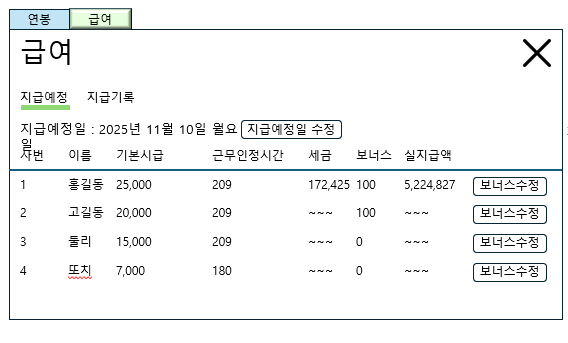 연봉 급여
급여
지급예정 지급기록
지급예정일 : 2025년 11월 10일 월요일 지급예정일 수정
사번 이름 기본시급 근무인정시간 세금 보너스 실지급액
1 홍길동 25,000 209 172,425 100 5,224,827 보너스수정
2 고길동 20,000 209 ~~~ 100 ~~~ 보너스수정
3 둘리 15,000 209 ~~~ 0 ~~~ 보너스수정
4 또치 7,000 180 ~~~ 0 ~~~ 보너스수정